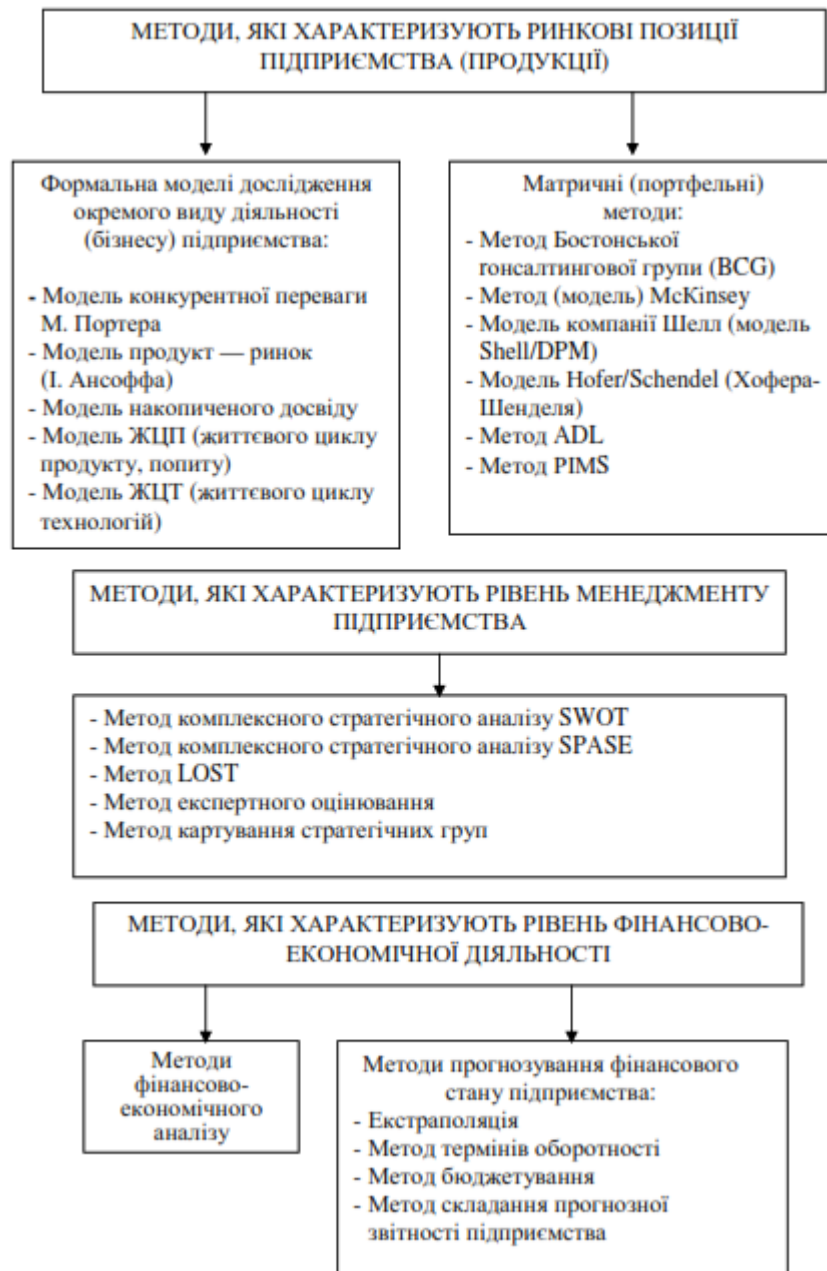 МЕТОДИ, ЯКІ ХАРАКТЕРИЗУЮТЬ РИНКОВІ ПОЗИЦІЇ
ПІДПРИЄМСТВА (ПРОДУКЦІЇ)
Формальна моделі дослідження
окремого виду діяльності
(бізнесу) підприємства:
- Модель конкурентної переваги
М. Портера
- Модель продукт — ринок
(І. Ансоффа)
- Модель накопиченого досвіду
- Модель ЖЦП (життєвого циклу
продукту, попиту)
- Модель ЖЦТ (життєвого циклу
технологій)
Матричні (портфельні)
методи:
- Метод Бостонської
гонсалтингової групи (BCG)
- Метод (модель) McKinsey
- Модель компанії Шелл (модель
Shell/DPM)
- Модель Hofer/Schendel (Хофера-
Шенделя)
- Метод ADL
- Метод PIMS
МЕТОДИ, ЯКІ ХАРАКТЕРИЗУЮТЬ РІВЕНЬ МЕНЕДЖМЕНТУ
ПІДПРИЄМСТВА
- Метод комплексного стратегічного аналізу SWOT
- Метод комплексного стратегічного аналізу SPASE
- Метод LOST
- Метод експертного оцінювання
- Метод картування стратегічних груп
МЕТОДИ, ЯКІ ХАРАКТЕРИЗУЮТЬ РІВЕНЬ ФІНАНСОВО-
ЕКОНОМІЧНОЇ ДІЯЛЬНОСТІ
Методи
фінансово-
економічного
аналізу
Методи прогнозування фінансового
стану підприємства:
- Екстраполяція
- Метод термінів оборотності
- Метод бюджетування
- Метод складання прогнозної
звітності підприємства